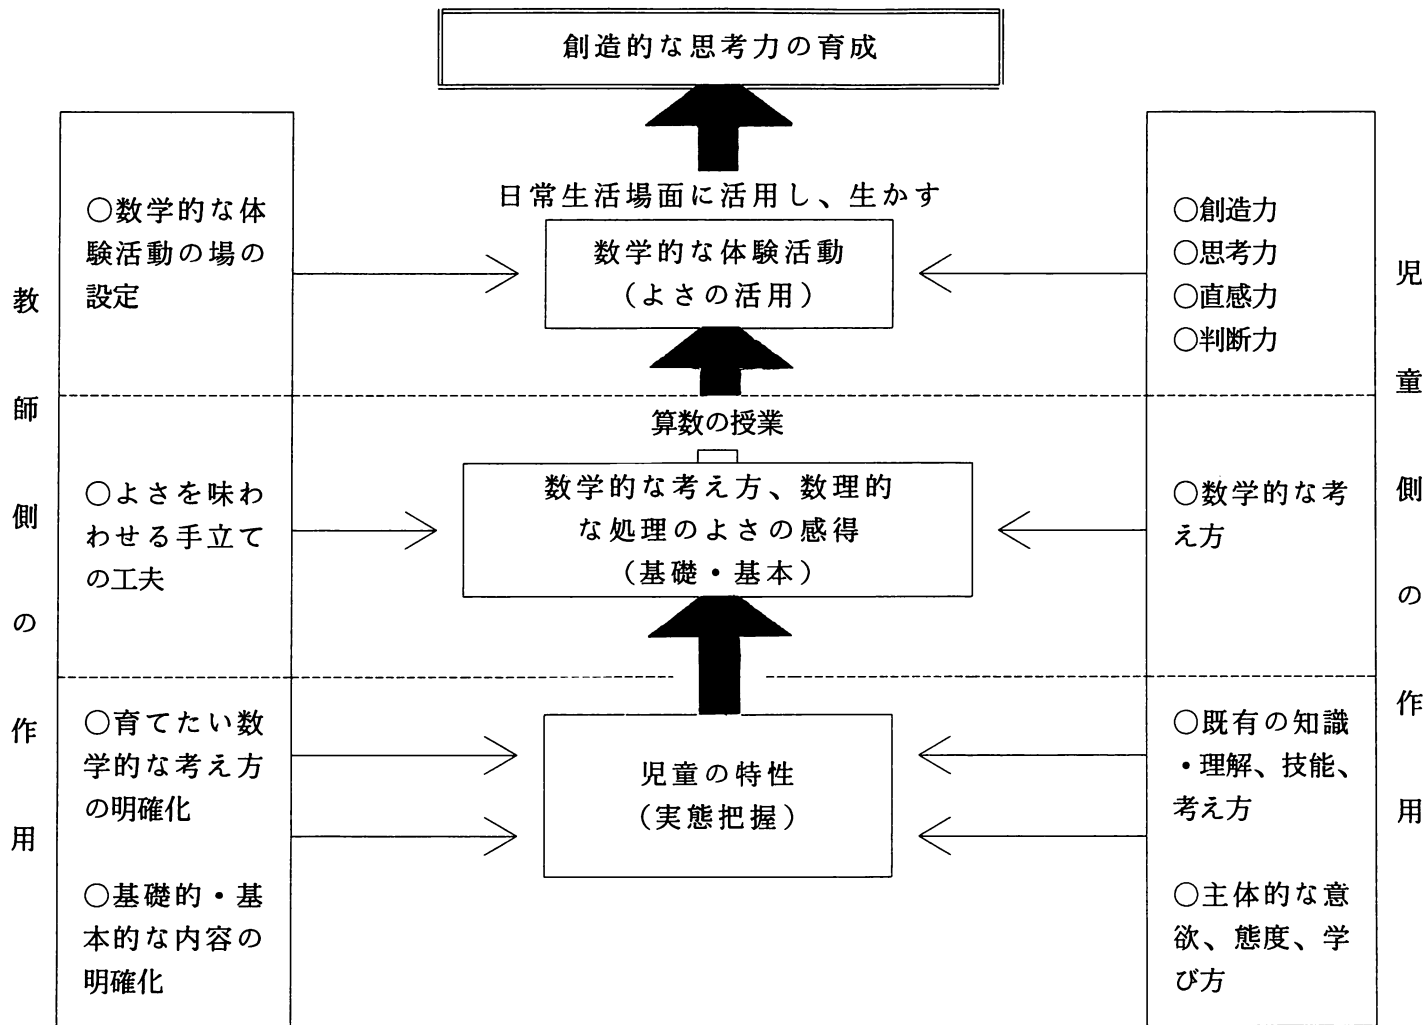 創造的な思考力の育成
日常生活場面に活用し、生かす
数学的な体験活動
（よさの活用）
算数の授業
数学的な考え方、数理的
な処理のよさの感得
（基礎・基本）
児童の特性
（実態把握）
教師側の作用
○数学的な体
験活動の場の
設定
○よさを味わ
わせる手立て
の工夫
○育てたい数
学的な考え方
の明確化
○基礎的・基
本的な内容の
明確化
○創造力
○思考力
○直感力
○判断力
○数学的な考
え方
○既有の知識
・理解、技能、
考え方
○主体的な意
欲、態度、学
び方
児童側の作用